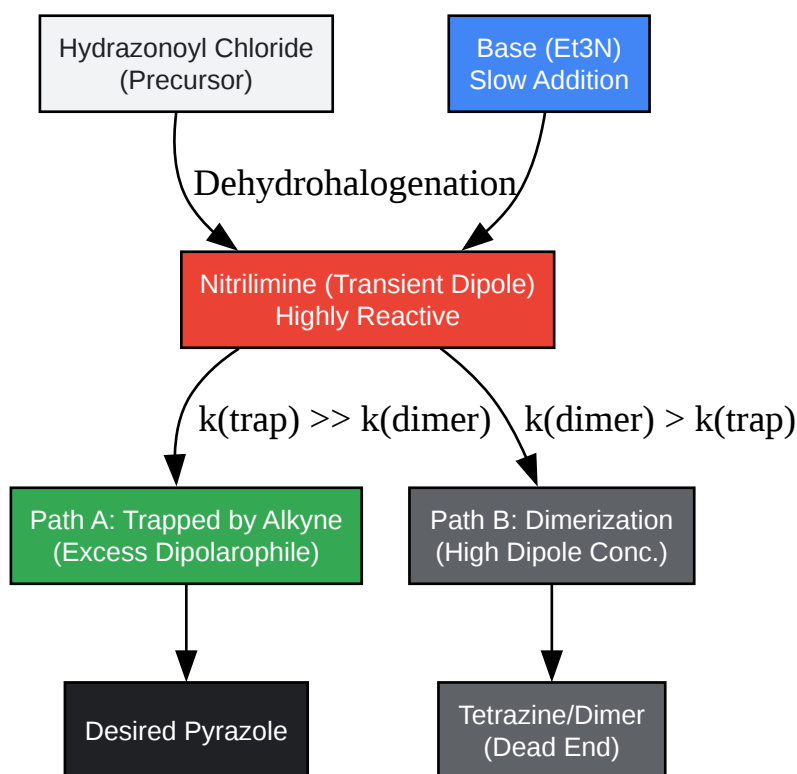 Hydrazonoyl Chloride
(Precursor)
Base (Et3N)
Slow Addition
Dehydrohalogenation
Nitrilimine (Transient Dipole)
Highly Reactive
k(trap) >> k(dimer)
k(dimer) > k(trap)
Path A: Trapped by Alkyne
(Excess Dipolarophile)
Path B: Dimerization
(High Dipole Conc.)
Desired Pyrazole
Tetrazine/Dimer
(Dead End)